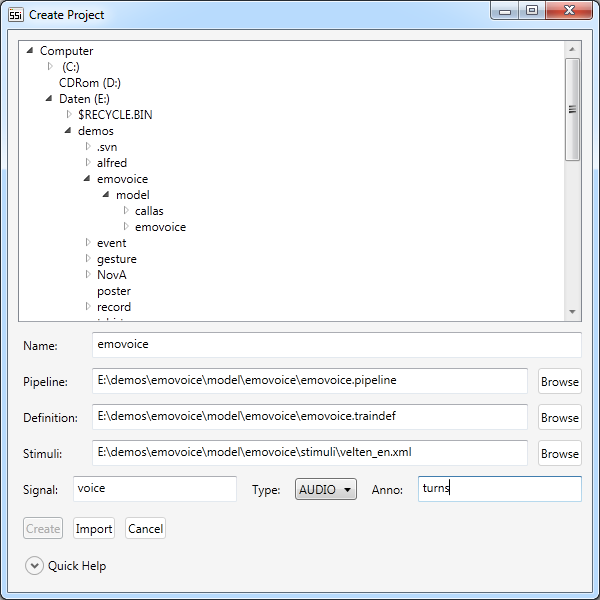 SSi Create Project
Computer
(C:)
CDRom (D:)
Daten (E:)
$RECYCLE.BIN
demos
.svn
alfred
emovoice
model
callas
emovoice
event
gesture
NovA
poster
record
Name: emovoice
Pipeline: E:\demos\emovoice\model\emovoice\emovoice.pipeline Browse
Definition: E:\demos\emovoice\model\emovoice\emovoice.traindef Browse
Stimuli: E:\demos\emovoice\model\emovoice\stimuli\velten_en.xml Browse
Signal: voice Type: AUDIO Anno: turns
Create Import Cancel
Quick Help